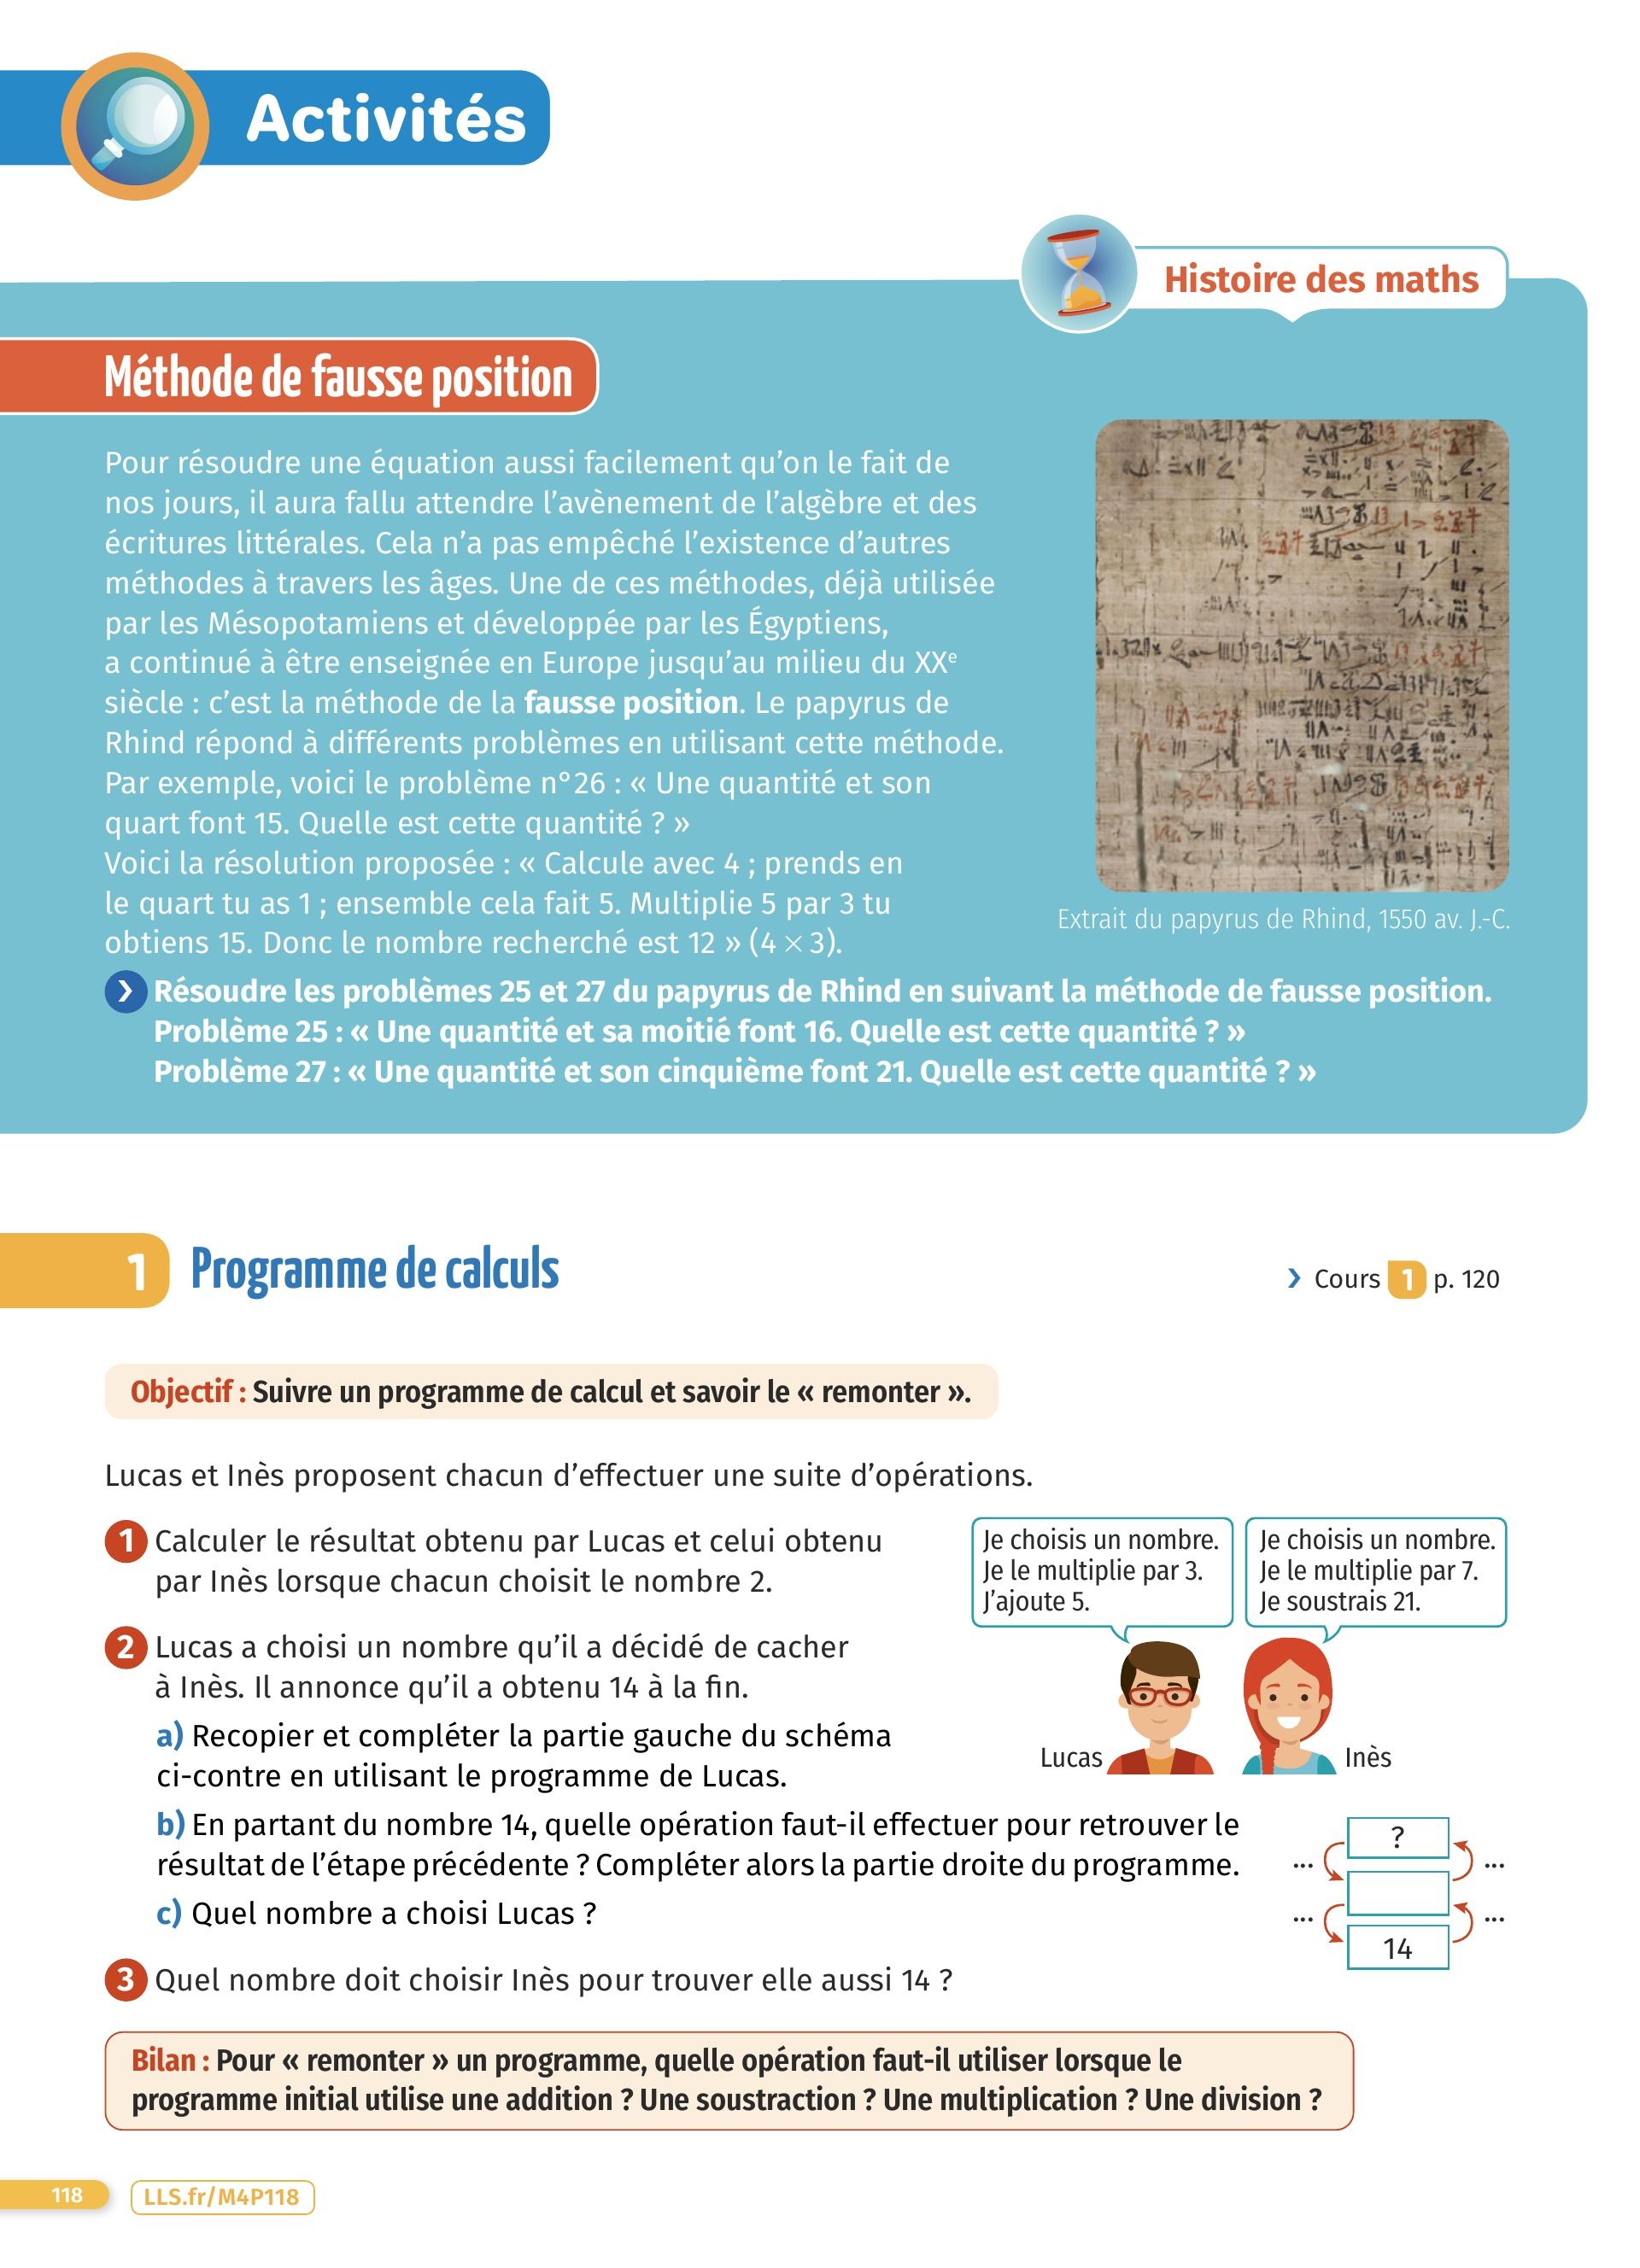 Activités
Histoire des maths
Méthode de fausse position
Pour résoudre une équation aussi facilement qu’on le fait de
nos jours, il aura fallu attendre l’avènement de l’algèbre et des
écritures littérales. Cela n’a pas empêché l’existence d’autres
méthodes à travers les âges. Une de ces méthodes, déjà utilisée
par les Mésopotamiens et développée par les Égyptiens,
a continué à être enseignée en Europe jusqu’au milieu du XXᵉ
siècle : c’est la méthode de la fausse position. Le papyrus de
Rhind répond à différents problèmes en utilisant cette méthode.
Par exemple, voici le problème n°26 : « Une quantité et son
quart font 15. Quelle est cette quantité ? »
Voici la résolution proposée : « Calcule avec 4 ; prends en
le quart tu as 1 ; ensemble cela fait 5. Multiplie 5 par 3 tu
obtiens 15. Donc le nombre recherché est 12 » (4 × 3).
Extrait du papyrus de Rhind, 1550 av. J.-C.
Résoudre les problèmes 25 et 27 du papyrus de Rhind en suivant la méthode de fausse position.
Problème 25 : « Une quantité et sa moitié font 16. Quelle est cette quantité ? »
Problème 27 : « Une quantité et son cinquième font 21. Quelle est cette quantité ? »
1 Programme de calculs
› Cours 1 p. 120
Objectif : Suivre un programme de calcul et savoir le « remonter ».
Lucas et Inès proposent chacun d’effectuer une suite d’opérations.
1 Calculer le résultat obtenu par Lucas et celui obtenu
par Inès lorsque chacun choisit le nombre 2.
2 Lucas a choisi un nombre qu’il a décidé de cacher
à Inès. Il annonce qu’il a obtenu 14 à la fin.
a) Recopier et compléter la partie gauche du schéma
ci-contre en utilisant le programme de Lucas.
b) En partant du nombre 14, quelle opération faut-il effectuer pour retrouver le
résultat de l’étape précédente ? Compléter alors la partie droite du programme.
c) Quel nombre a choisi Lucas ?
3 Quel nombre doit choisir Inès pour trouver elle aussi 14 ?
Je choisis un nombre.
Je le multiplie par 3.
J’ajoute 5.
Je choisis un nombre.
Je le multiplie par 7.
Je soustrais 21.
Lucas
Inès
?
... ...
... ...
14
Bilan : Pour « remonter » un programme, quelle opération faut-il utiliser lorsque le
programme initial utilise une addition ? Une soustraction ? Une multiplication ? Une division ?
118
LLS.fr/M4P118